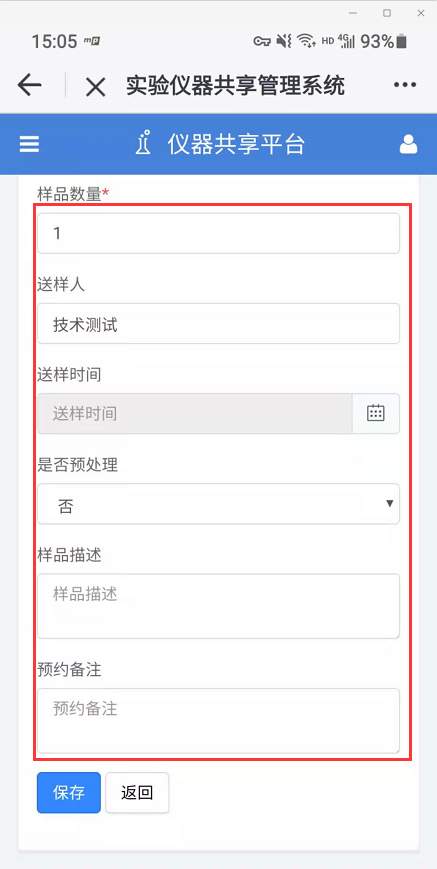 15:05
HD 4G 93%
实验仪器共享管理系统
仪器共享平台
样品数量*
1
送样人
技术测试
送样时间
送样时间
是否预处理
否
样品描述
样品描述
预约备注
预约备注
保存 返回